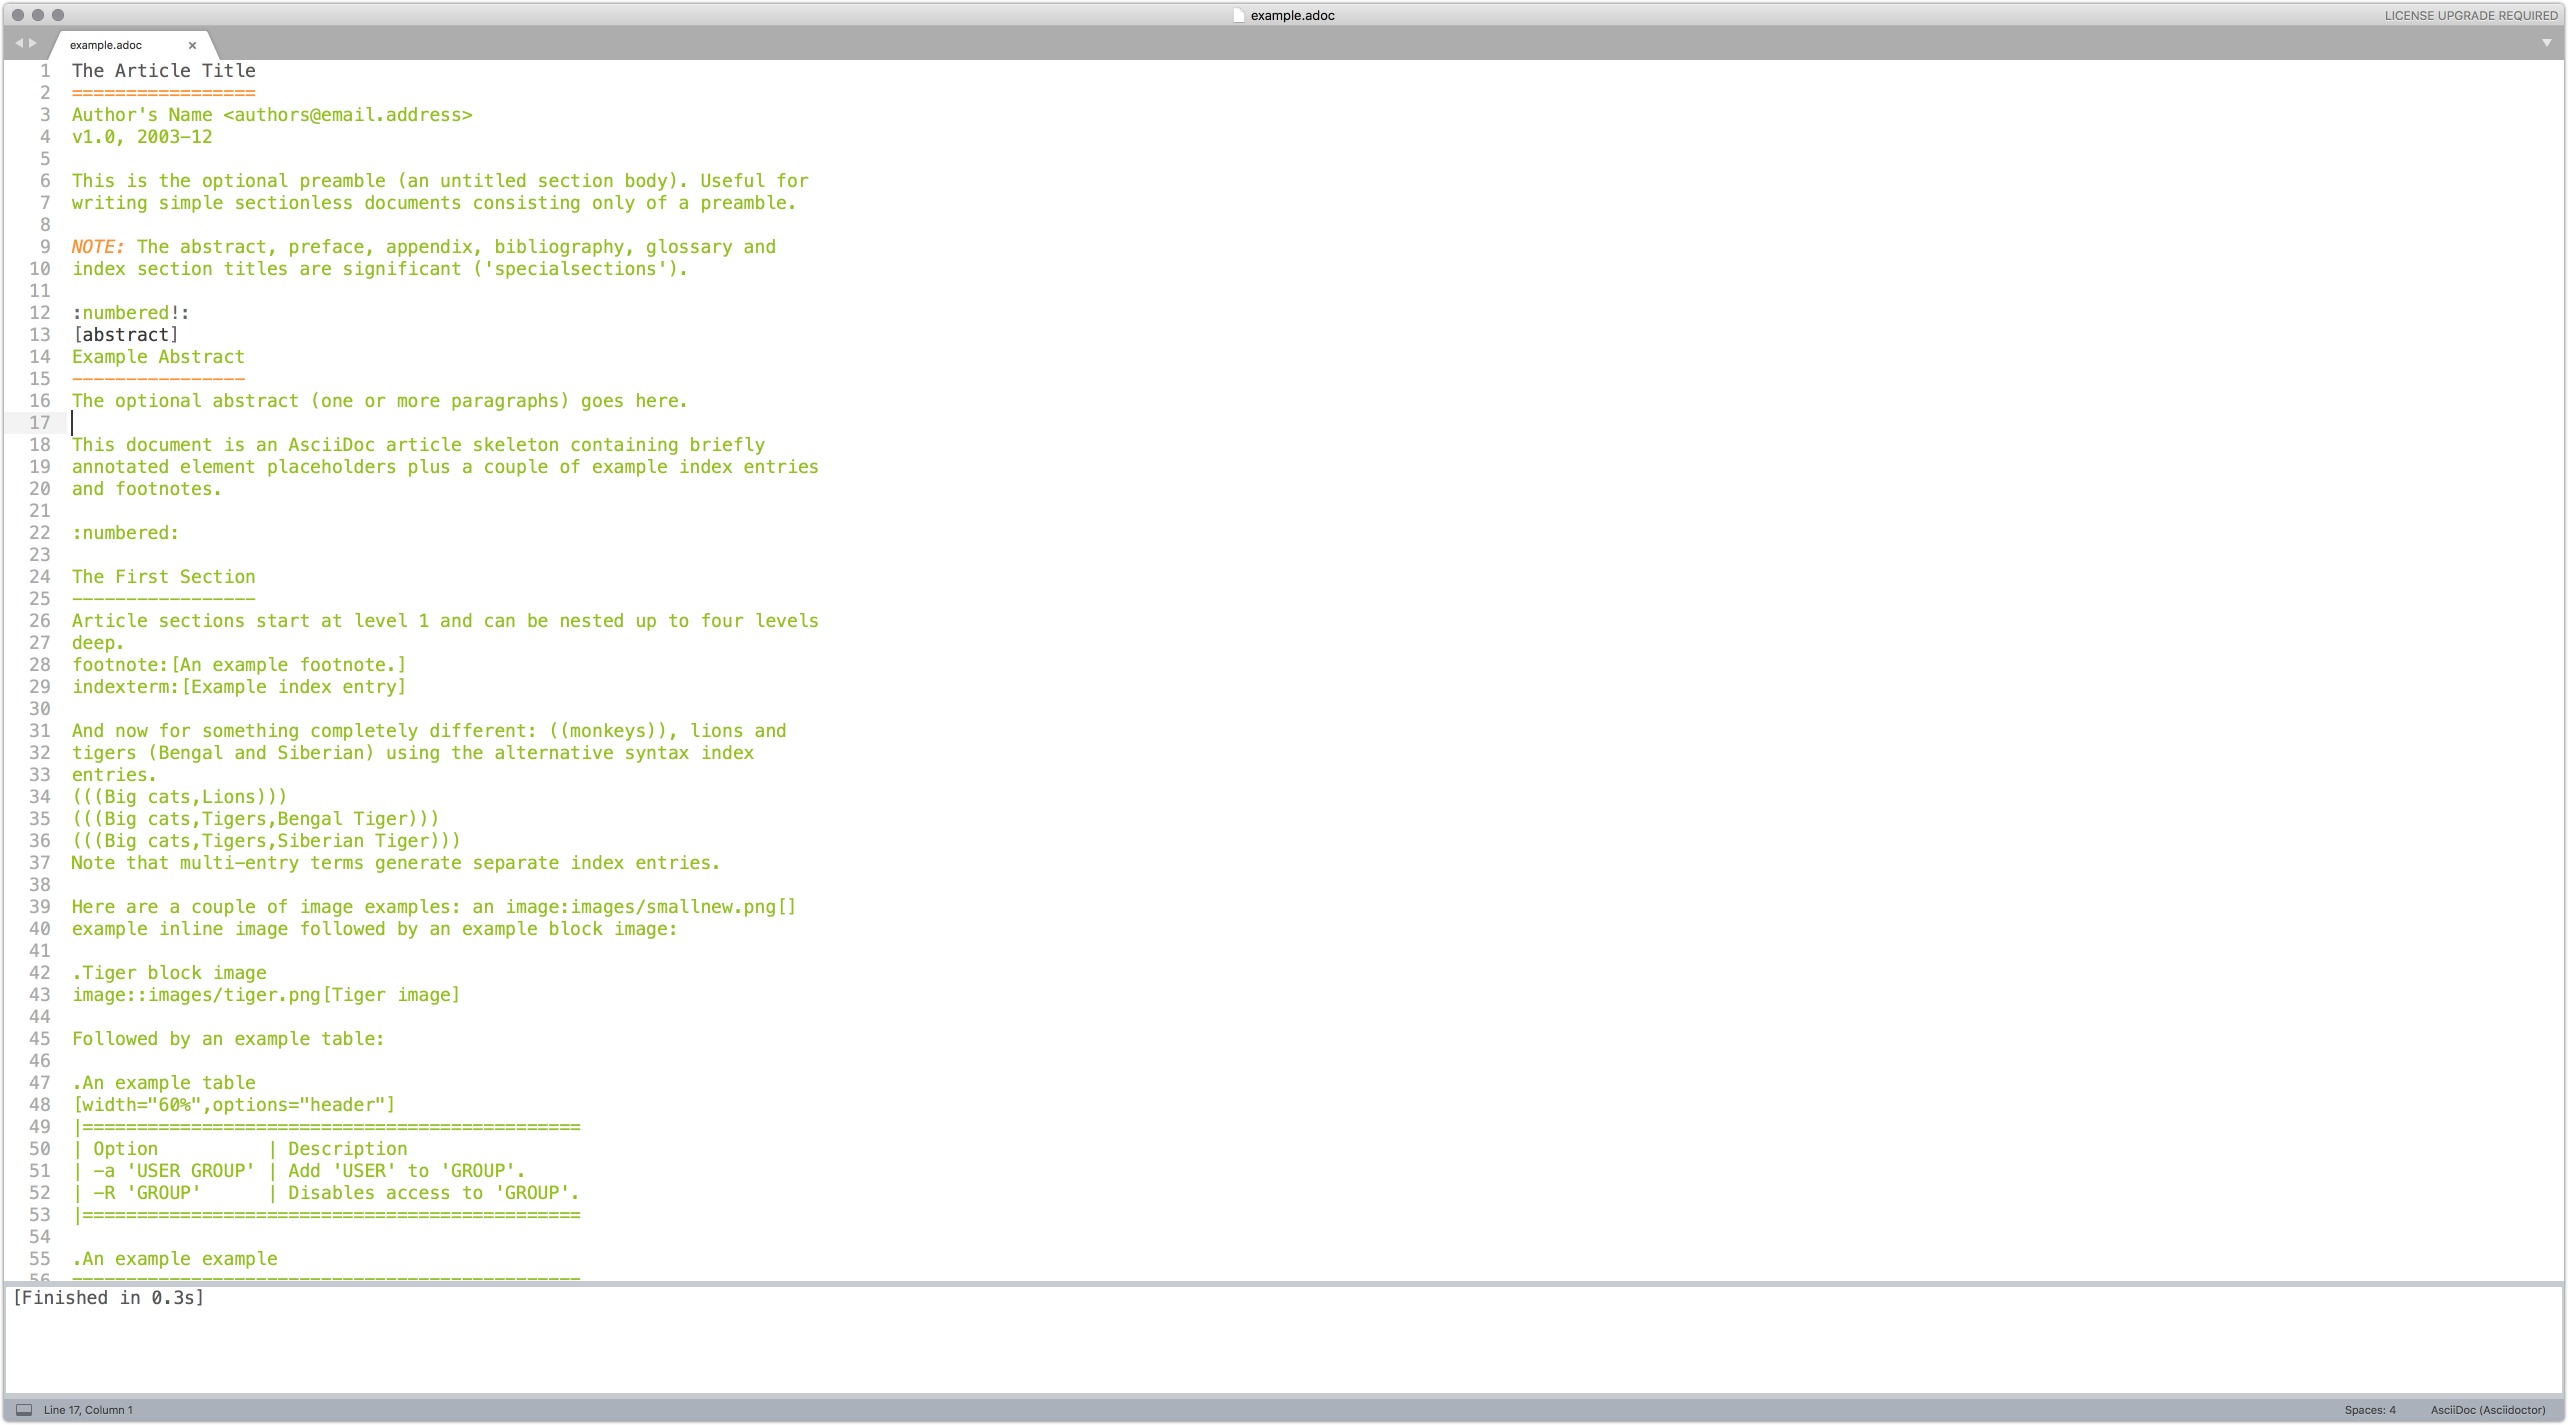 example.adoc
LICENSE UPGRADE REQUIRED
example.adoc ×
1 The Article Title
2 =================
3 Author's Name <authors@email.address>
4 v1.0, 2003-12
5
6 This is the optional preamble (an untitled section body). Useful for
7 writing simple sectionless documents consisting only of a preamble.
8
9 NOTE: The abstract, preface, appendix, bibliography, glossary and
10 index section titles are significant ('specialsections').
11
12 :numbered!:
13 [abstract]
14 Example Abstract
15 ----------------
16 The optional abstract (one or more paragraphs) goes here.
17
18 This document is an AsciiDoc article skeleton containing briefly
19 annotated element placeholders plus a couple of example index entries
20 and footnotes.
21
22 :numbered:
23
24 The First Section
25 -----------------
26 Article sections start at level 1 and can be nested up to four levels
27 deep.
28 footnote:[An example footnote.]
29 indexterm:[Example index entry]
30
31 And now for something completely different: ((monkeys)), lions and
32 tigers (Bengal and Siberian) using the alternative syntax index
33 entries.
34 (((Big cats,Lions)))
35 (((Big cats,Tigers,Bengal Tiger)))
36 (((Big cats,Tigers,Siberian Tiger)))
37 Note that multi-entry terms generate separate index entries.
38
39 Here are a couple of image examples: an image:images/smallnew.png[]
40 example inline image followed by an example block image:
41
42 .Tiger block image
43 image::images/tiger.png[Tiger image]
44
45 Followed by an example table:
46
47 .An example table
48 [width="60%",options="header"]
49 |==============================================
50 | Option          | Description
51 | -a 'USER GROUP' | Add 'USER' to 'GROUP'.
52 | -R 'GROUP'      | Disables access to 'GROUP'.
53 |==============================================
54
55 .An example example
56 ===============================================
[Finished in 0.3s]
Line 17, Column 1
Spaces: 4
AsciiDoc (Asciidoctor)